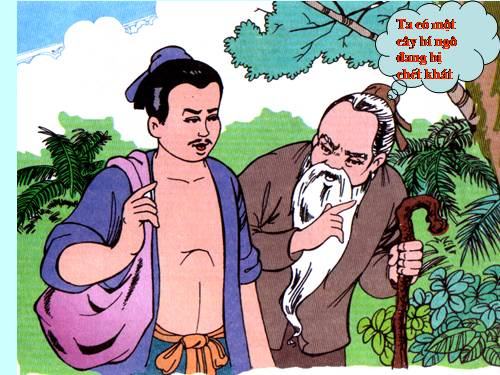 Ta có một
cây bí ngô
đang bị
chết khát